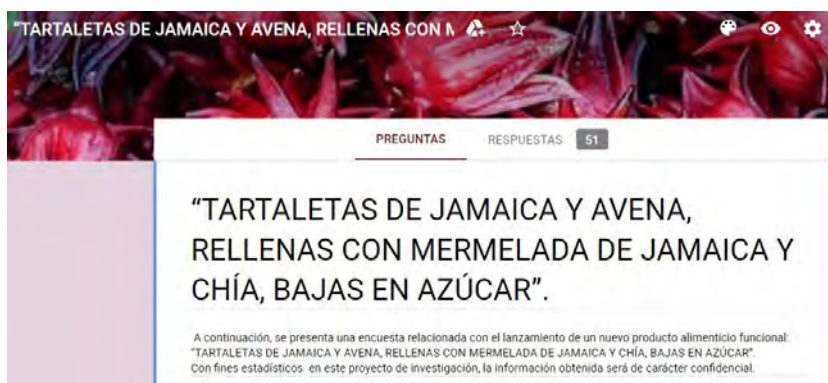 “TARTALETAS DE JAMAICA Y AVENA, RELLENAS CON M
PREGUNTAS RESPUESTAS 51
“TARTALETAS DE JAMAICA Y AVENA,
RELLENAS CON MERMELADA DE JAMAICA Y
CHÍA, BAJAS EN AZÚCAR”.
A continuación, se presenta una encuesta relacionada con el lanzamiento de un nuevo producto alimenticio funcional:
“TARTALETAS DE JAMAICA Y AVENA, RELLENAS CON MERMELADA DE JAMAICA Y CHÍA, BAJAS EN AZÚCAR”.
Con fines estadísticos en este proyecto de investigación, la información obtenida será de carácter confidencial.